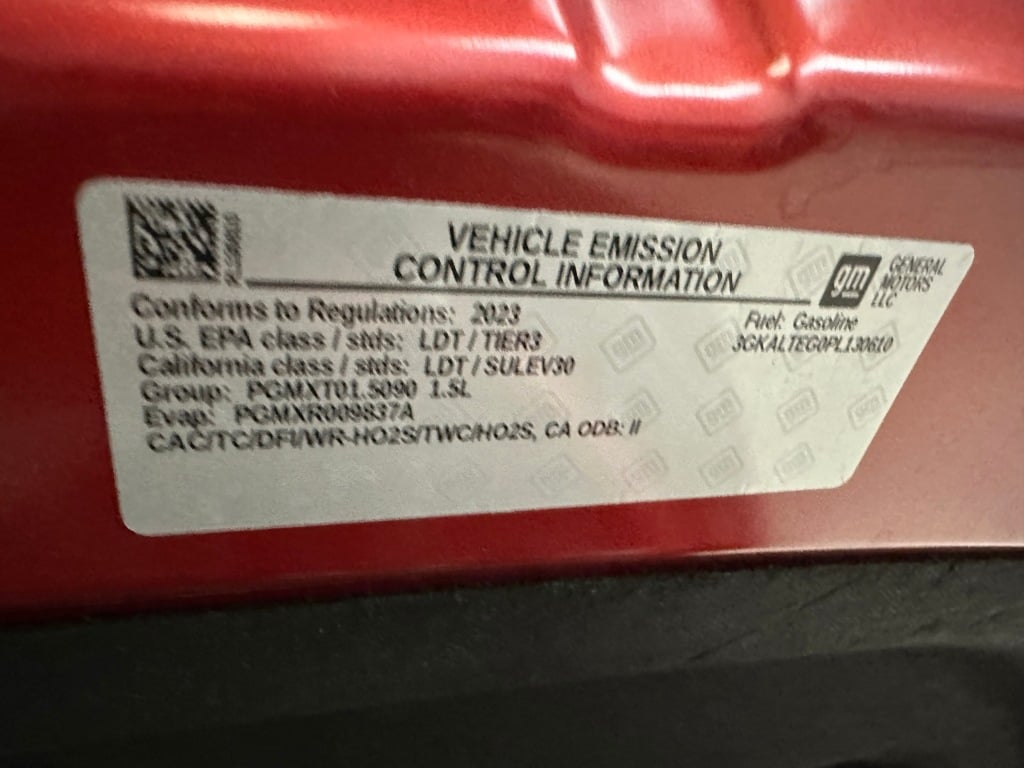 VEHICLE EMISSION
CONTROL INFORMATION
gm
GENERAL
MOTORS
LLC
Conforms to Regulations: 2023
U.S. EPA class / stds: LDT / TIER3
California class / stds: LDT / SULEV30
Group: PGMXT01.5090 1.5L
Evap: PGMXR009837A
CAC/TC/DFI/WR-HO2S/TWC/HO2S, CA ODB: II
Fuel: Gasoline
3GKALTEG0PL130610